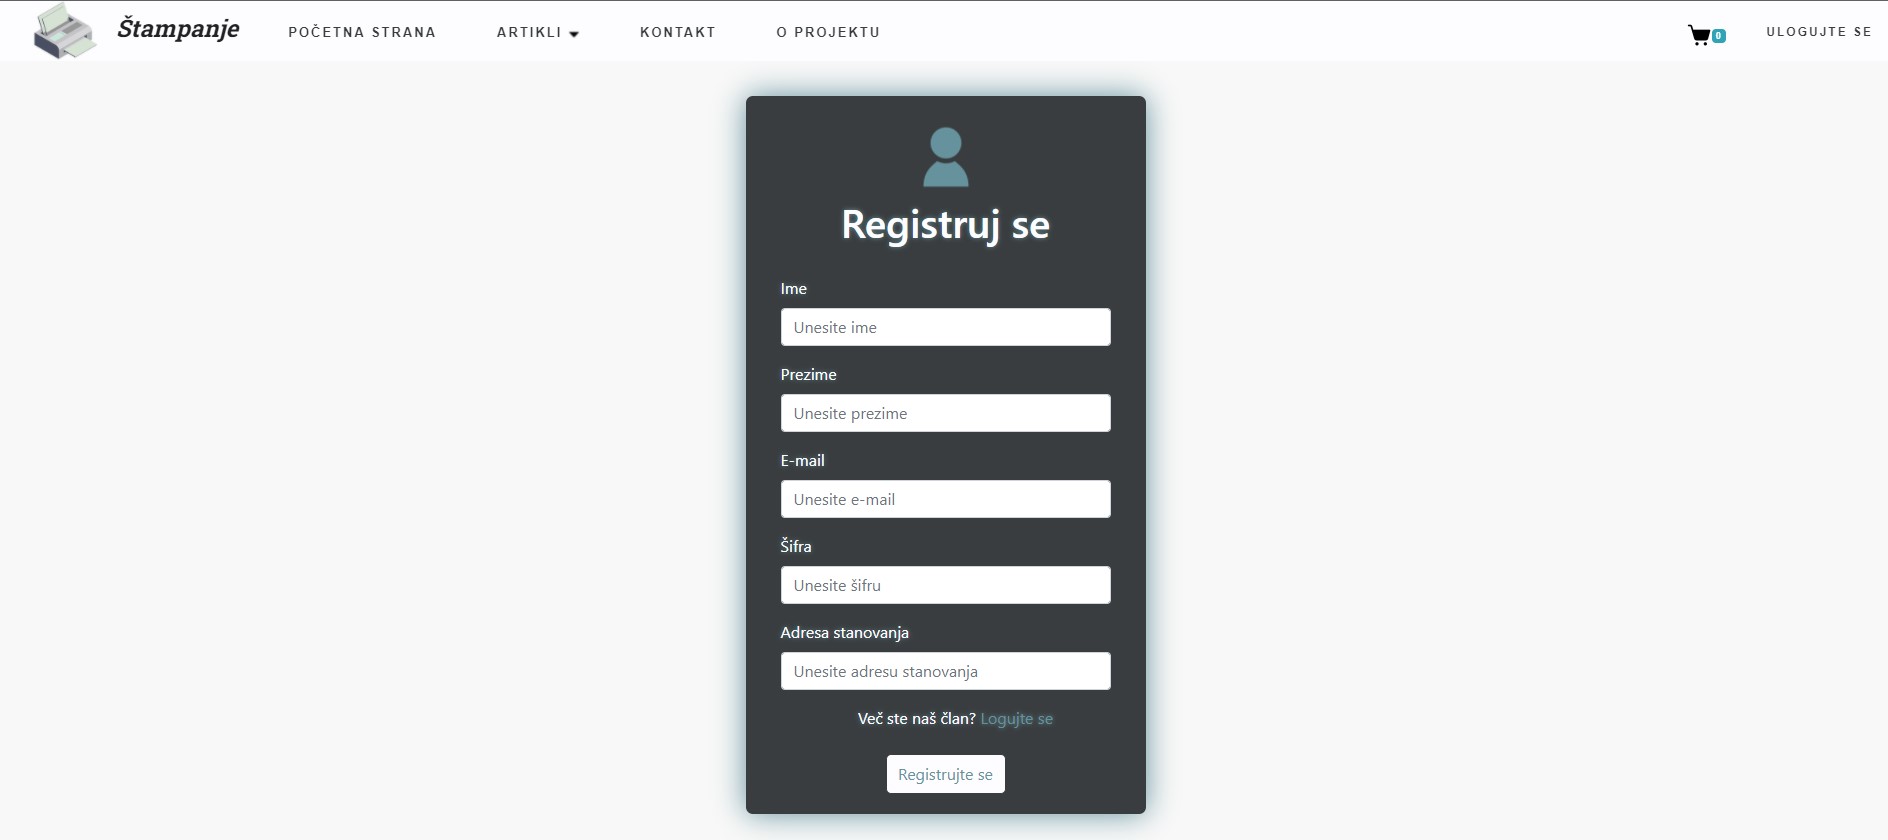 Štampanje
POČETNA STRANA
ARTIKLI
KONTAKT
O PROJEKTU
0
ULOGUJTE SE
Registruj se
Ime
Unesite ime
Prezime
Unesite prezime
E-mail
Unesite e-mail
Šifra
Unesite šifru
Adresa stanovanja
Unesite adresu stanovanja
Več ste naš član? Logujte se
Registrujte se